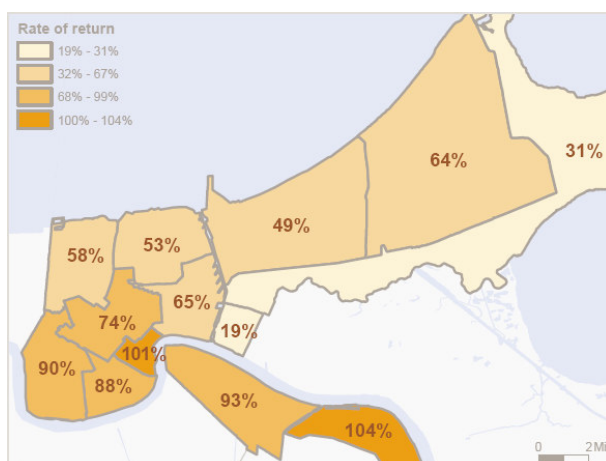 Rate of return
19% - 31%
32% - 67%
68% - 99%
100% - 104%
64%
31%
49%
53%
58%
65%
74%
19%
101%
90%
88%
93%
104%
0 2Mi